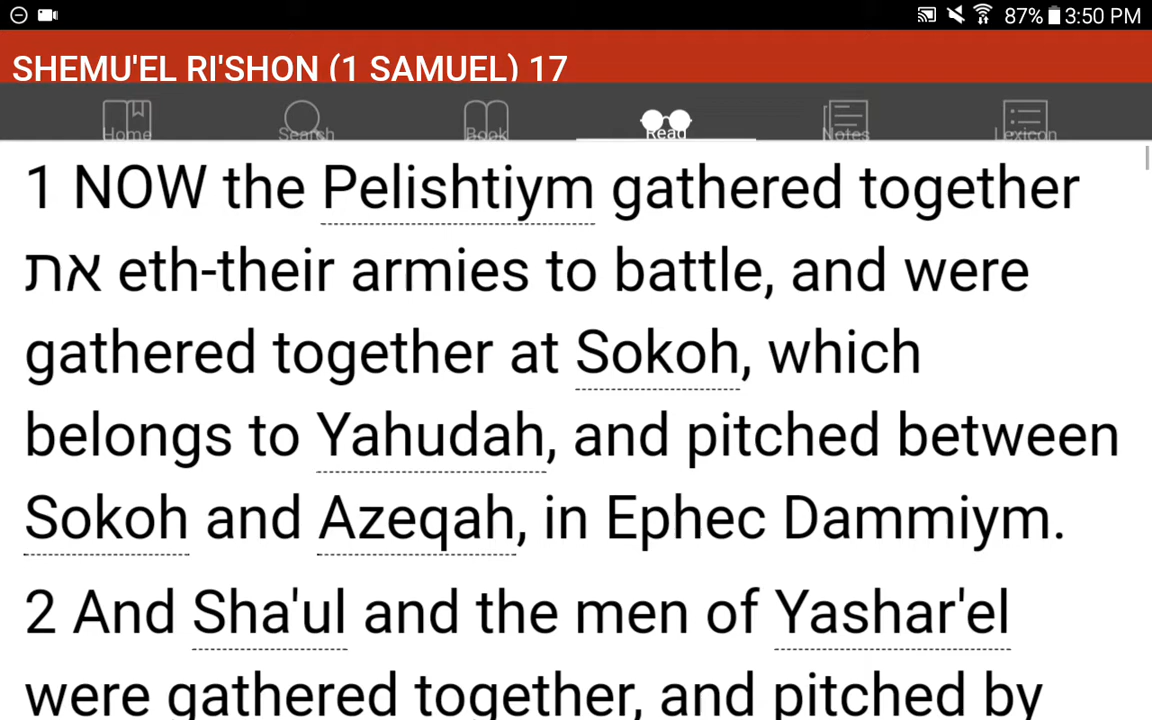 87% 3:50 PM
SHEMU'EL RI'SHON (1 SAMUEL) 17
Home Search Book Read Notes Lexicon
1 NOW the Pelishtiym gathered together
את eth-their armies to battle, and were
gathered together at Sokoh, which
belongs to Yahudah, and pitched between
Sokoh and Azeqah, in Ephec Dammiym.
2 And Sha'ul and the men of Yashar'el
were gathered together, and pitched by